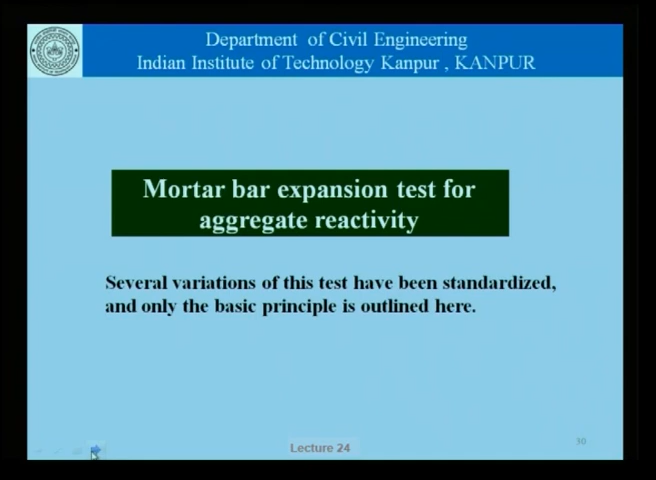 Department of Civil Engineering
Indian Institute of Technology Kanpur , KANPUR
Mortar bar expansion test for
aggregate reactivity
Several variations of this test have been standardized,
and only the basic principle is outlined here.
Lecture 24
30